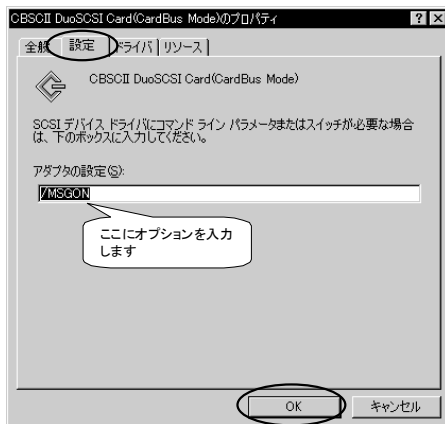 CBSCII DuoSCSI Card(CardBus Mode)のプロパティ
全般 設定 ドライバ リソース
CBSCII DuoSCSI Card(CardBus Mode)
SCSI デバイス ドライバにコマンド ライン パラメータまたはスイッチが必要な場合
は、下のボックスに入力してください。
アダプタの設定(S):
/MSGON
ここにオプションを入力
します
OK キャンセル